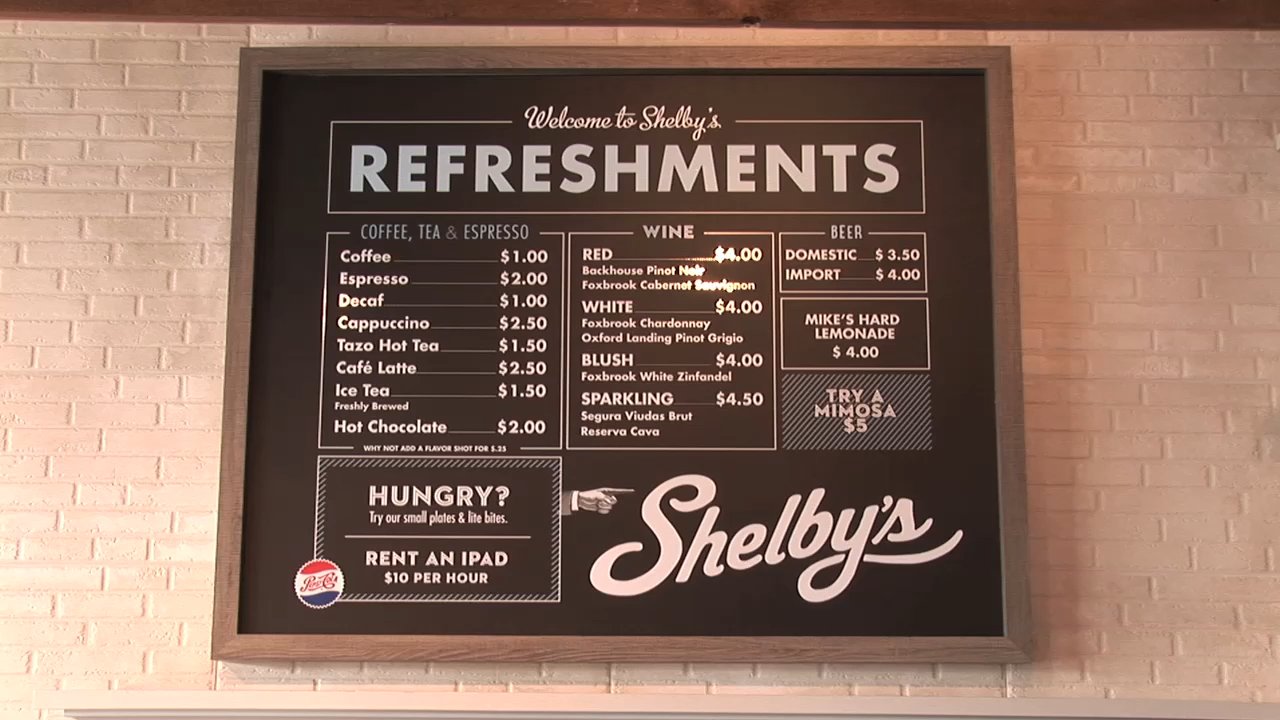 Welcome to Shelby's
REFRESHMENTS
COFFEE, TEA & ESPRESSO
Coffee $1.00
Espresso $2.00
Decaf $1.00
Cappuccino $2.50
Tazo Hot Tea $1.50
Café Latte $2.50
Ice Tea $1.50
Freshly Brewed
Hot Chocolate $2.00
WHY NOT ADD A FLAVOR SHOT FOR $.25
WINE
RED $4.00
Backhouse Pinot Noir
Foxbrook Cabernet Sauvignon
WHITE $4.00
Foxbrook Chardonnay
Oxford Landing Pinot Grigio
BLUSH $4.00
Foxbrook White Zinfandel
SPARKLING $4.50
Segura Viudas Brut
Reserva Cava
BEER
DOMESTIC $3.50
IMPORT $4.00
MIKE'S HARD
LEMONADE
$4.00
TRY A
MIMOSA
$5
HUNGRY?
Try our small plates & lite bites.
RENT AN IPAD
$10 PER HOUR
Pepsi-Cola
Shelby's